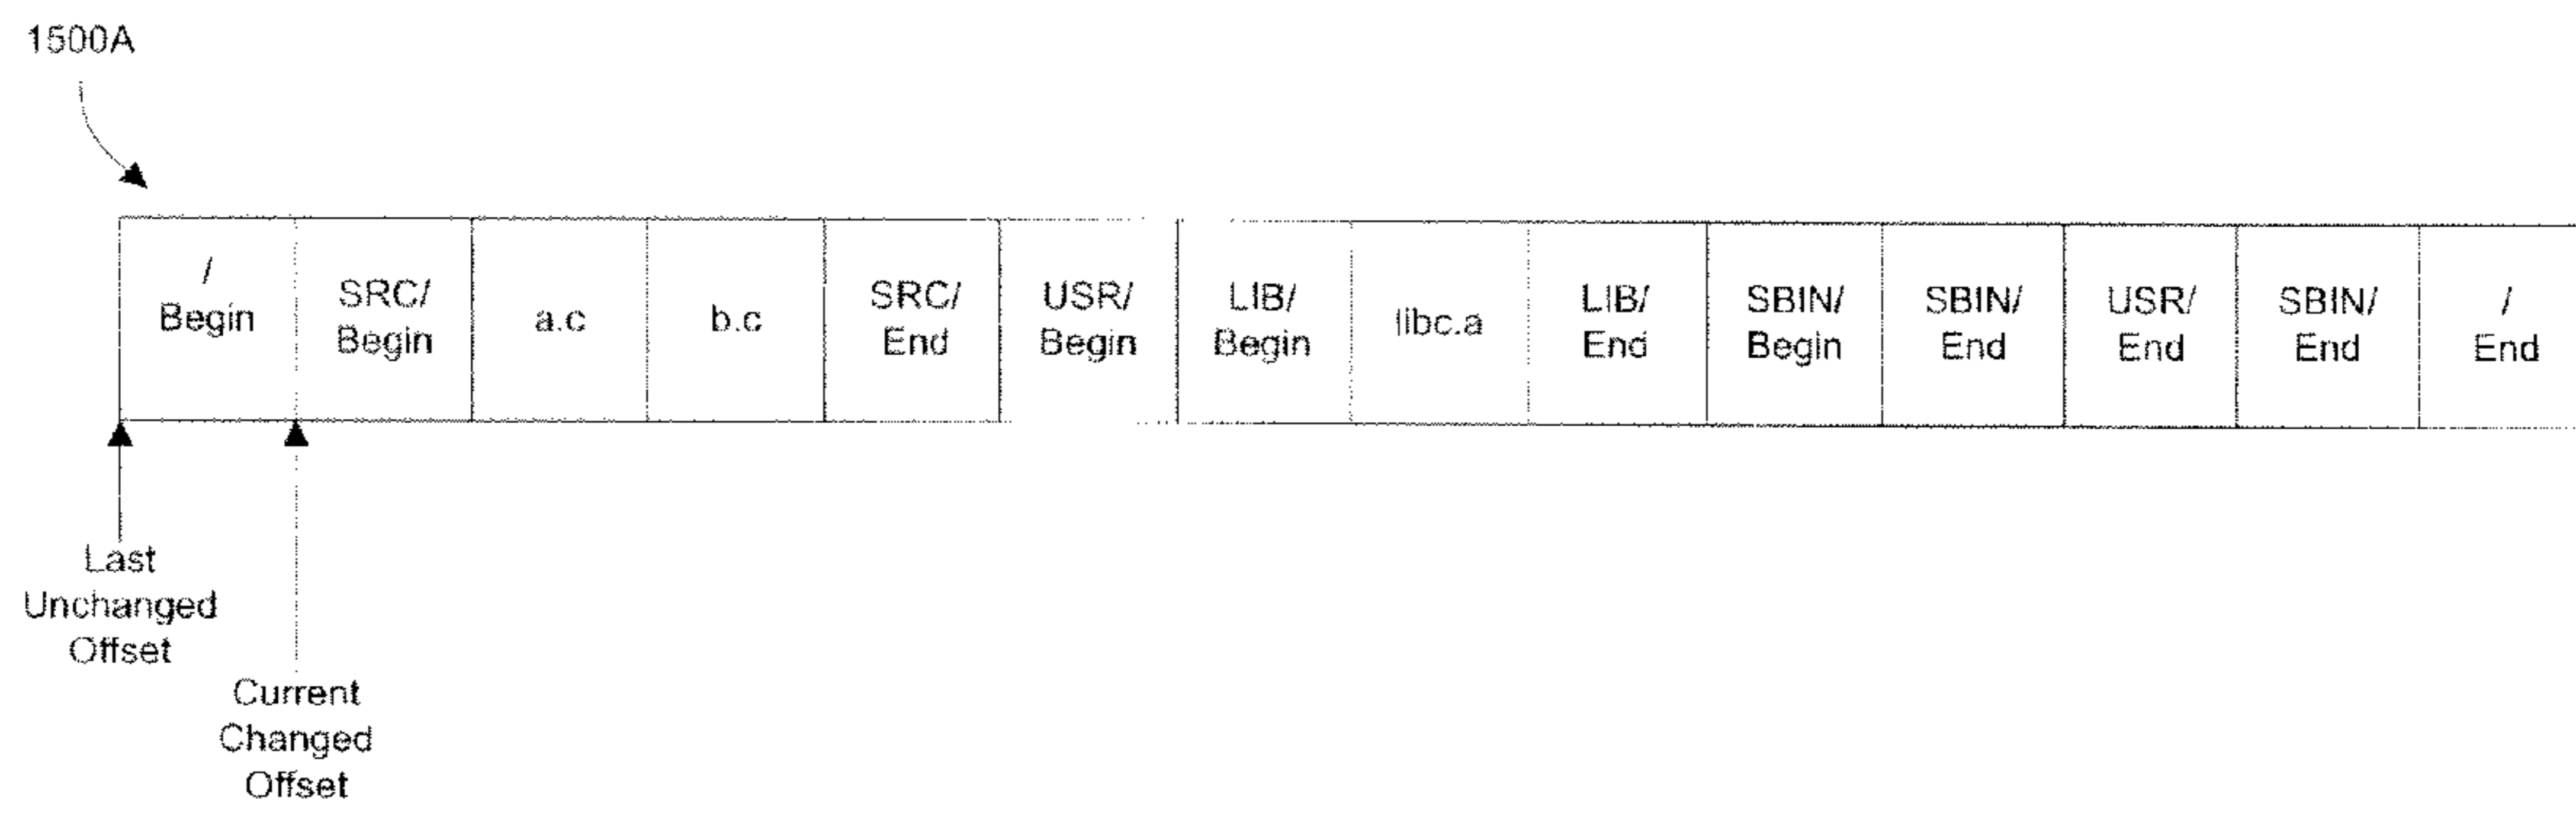 1500A
/
Begin
SRC/
Begin
a.c
b.c
SRC/
End
USR/
Begin
LIB/
Begin
libc.a
LIB/
End
SBIN/
Begin
SBIN/
End
USR/
End
SBIN/
End
/
End
Last
Unchanged
Offset
Current
Changed
Offset